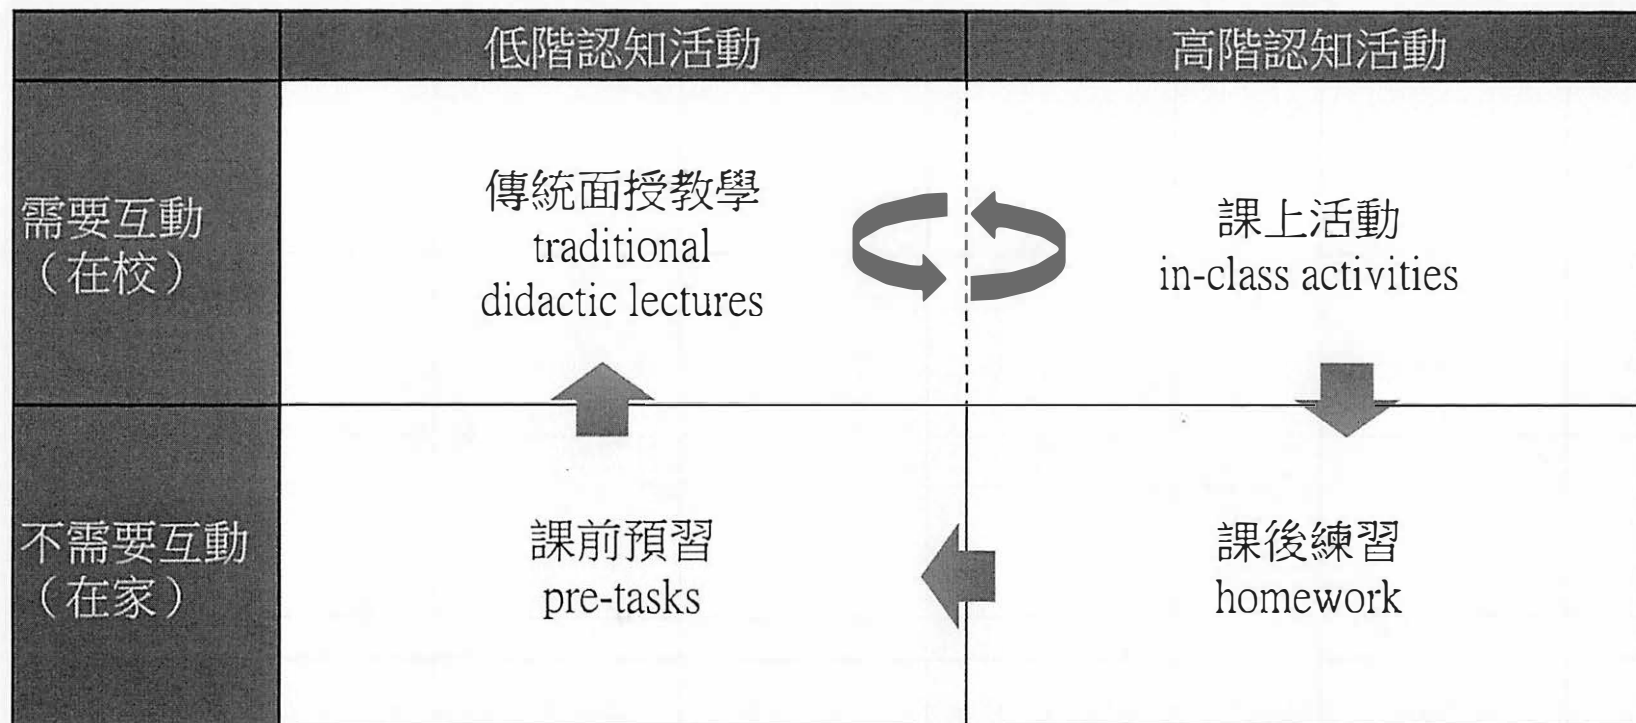 低階認知活動
高階認知活動
需要互動
（在校）
傳統面授教學
traditional
didactic lectures
課上活動
in-class activities
不需要互動
（在家）
課前預習
pre-tasks
課後練習
homework